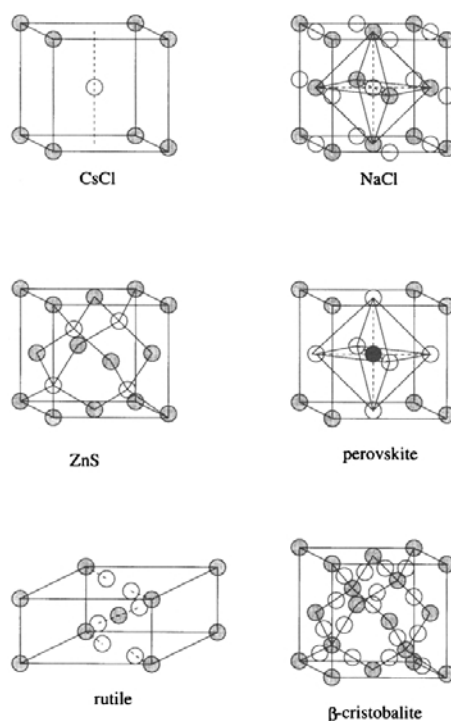 CsCl
NaCl
ZnS
perovskite
rutile
β-cristobalite